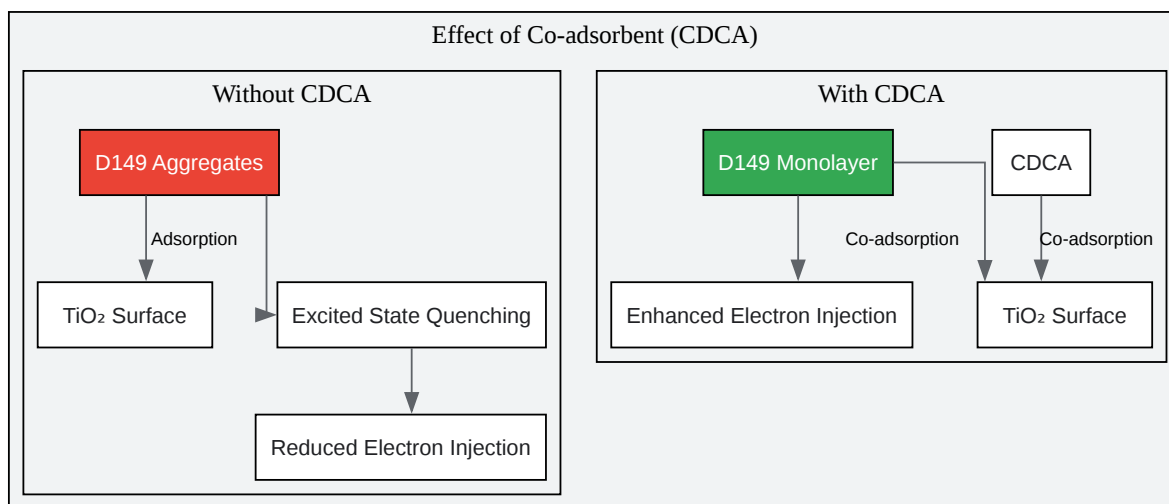 Effect of Co-adsorbent (CDCA)
Without CDCA
D149 Aggregates
Adsorption
TiO₂ Surface
Excited State Quenching
Reduced Electron Injection
With CDCA
D149 Monolayer
CDCA
Co-adsorption
Co-adsorption
Enhanced Electron Injection
TiO₂ Surface